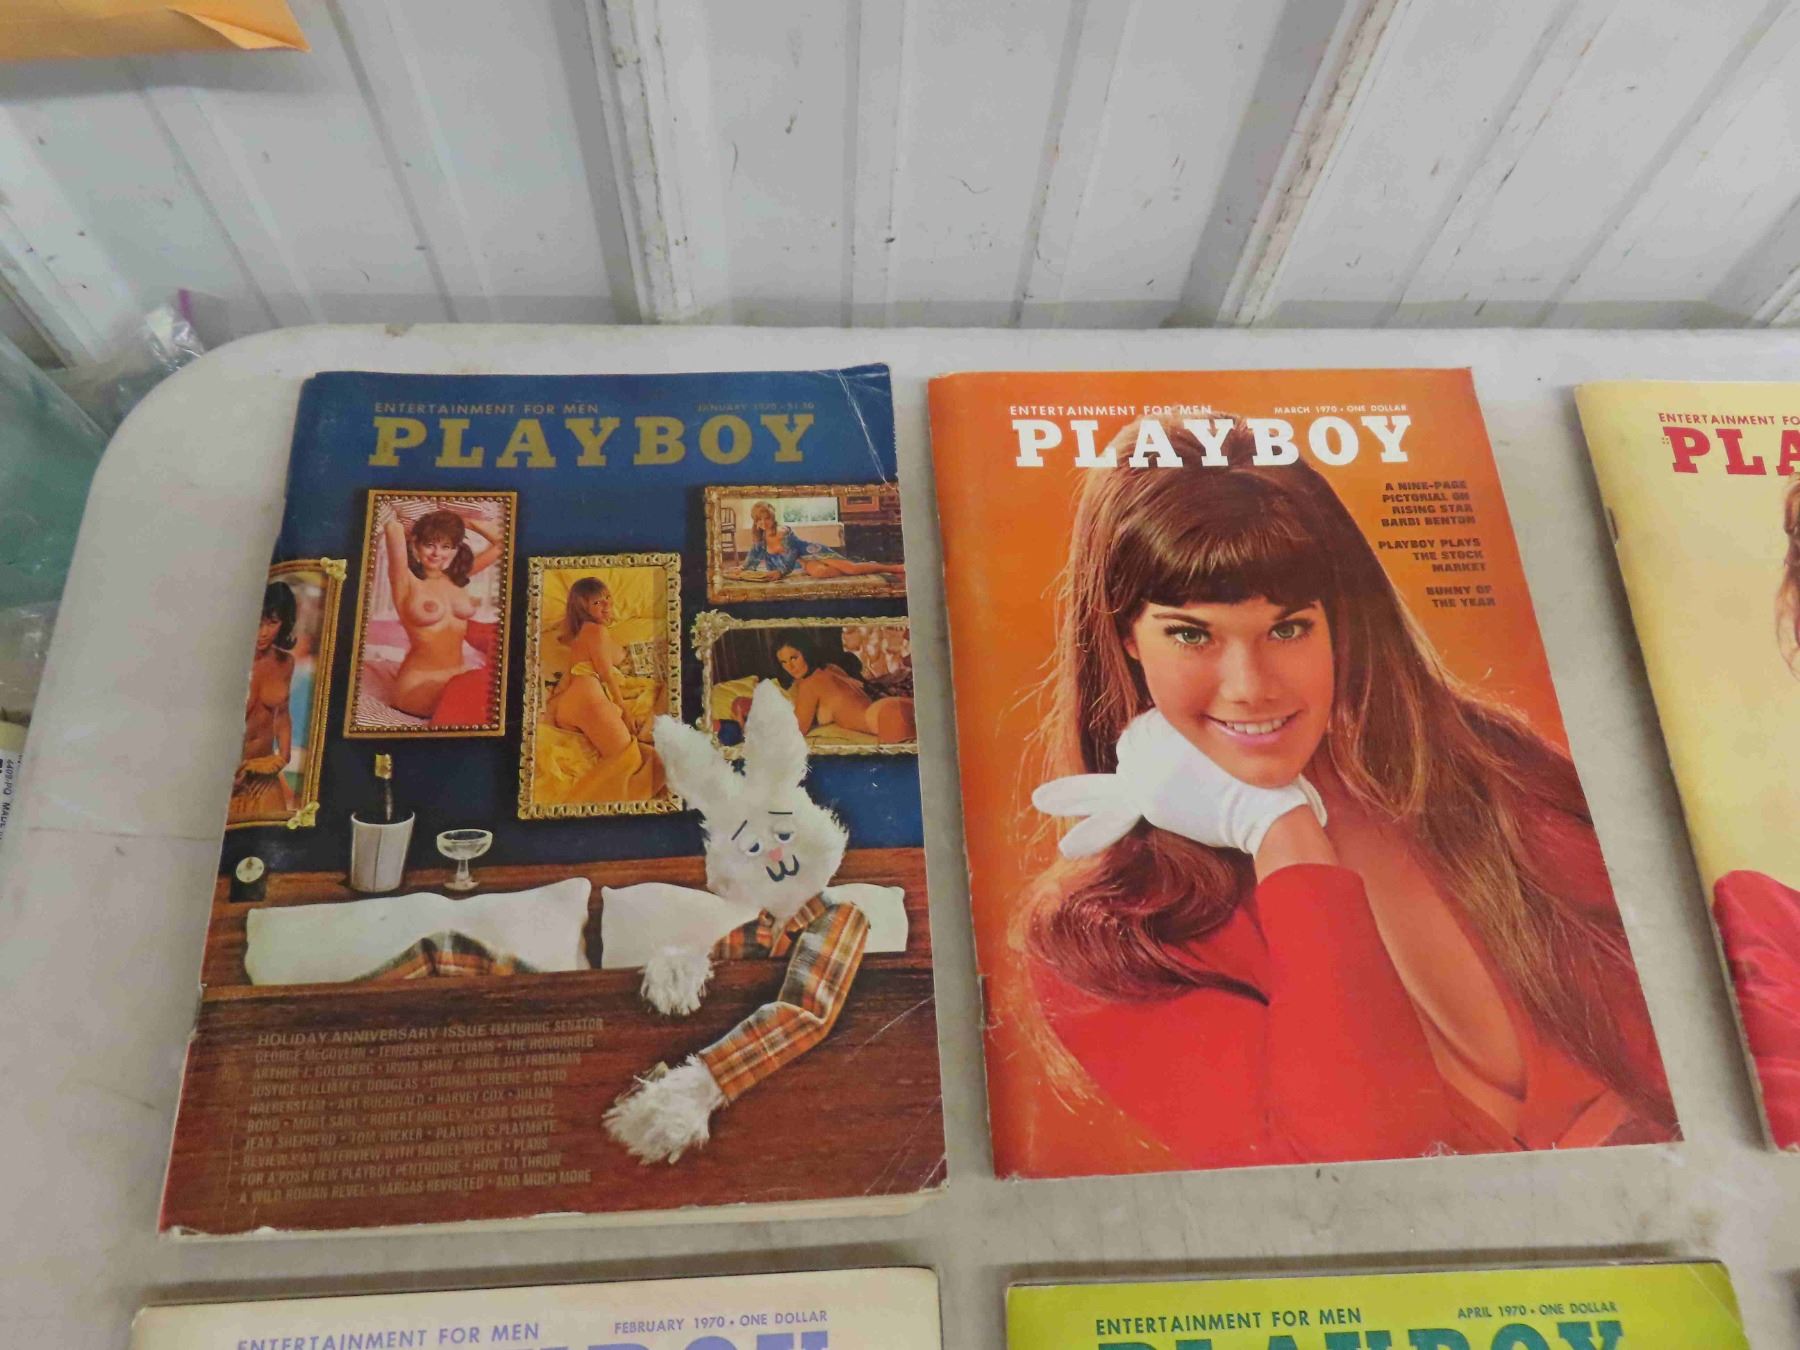 ENTERTAINMENT FOR MEN JANUARY 1970 • $1.50
PLAYBOY
HOLIDAY ANNIVERSARY ISSUE FEATURING SENATOR
GEORGE McGOVERN • TENNESSEE WILLIAMS • THE HONORABLE
ARTHUR J. GOLDBERG • IRWIN SHAW • BRUCE JAY FRIEDMAN
JUSTICE WILLIAM O. DOUGLAS • GRAHAM GREENE • DAVID
HALBERSTAM • ART BUCHWALD • HARVEY COX • JULIAN
BOND • MORT SAHL • ROBERT MORLEY • CESAR CHAVEZ
JEAN SHEPHERD • TOM WICKER • PLAYBOY'S PLAYMATE
REVIEW • AN INTERVIEW WITH RAQUEL WELCH • PLANS
FOR A POSH NEW PLAYBOY PENTHOUSE • HOW TO THROW
A WILD ROMAN REVEL • VARGAS REVISITED • AND MUCH MORE
ENTERTAINMENT FOR MEN MARCH 1970 • ONE DOLLAR
PLAYBOY
A NINE-PAGE
PICTORIAL ON
RISING STAR
BARBI BENTON
PLAYBOY PLAYS
THE STOCK
MARKET
BUNNY OF
THE YEAR
ENTERTAINMENT FO
PLA
ENTERTAINMENT FOR MEN FEBRUARY 1970 • ONE DOLLAR
YBOY
ENTERTAINMENT FOR MEN APRIL 1970 • ONE DOLLAR
PLAYBOY